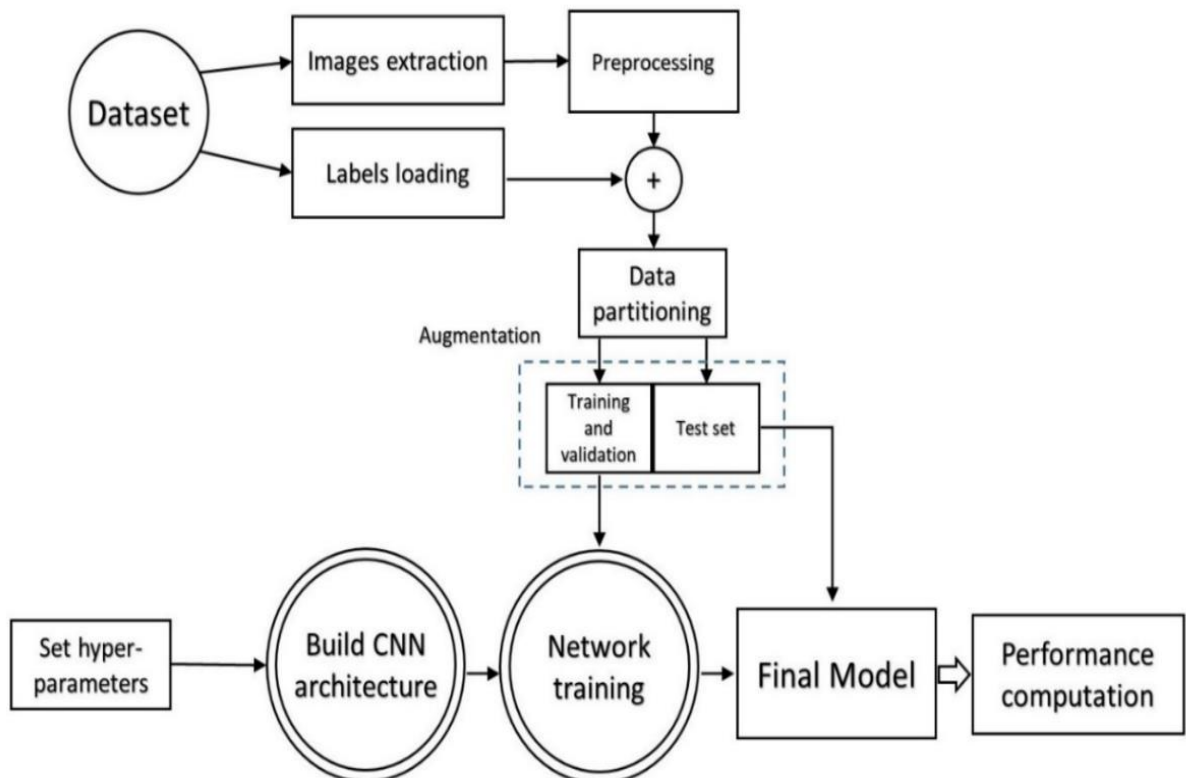 Dataset
Images extraction
Preprocessing
Labels loading
+
Data
partitioning
Augmentation
Training
and
validation
Test set
Set hyper-
parameters
Build CNN
architecture
Network
training
Final Model
Performance
computation